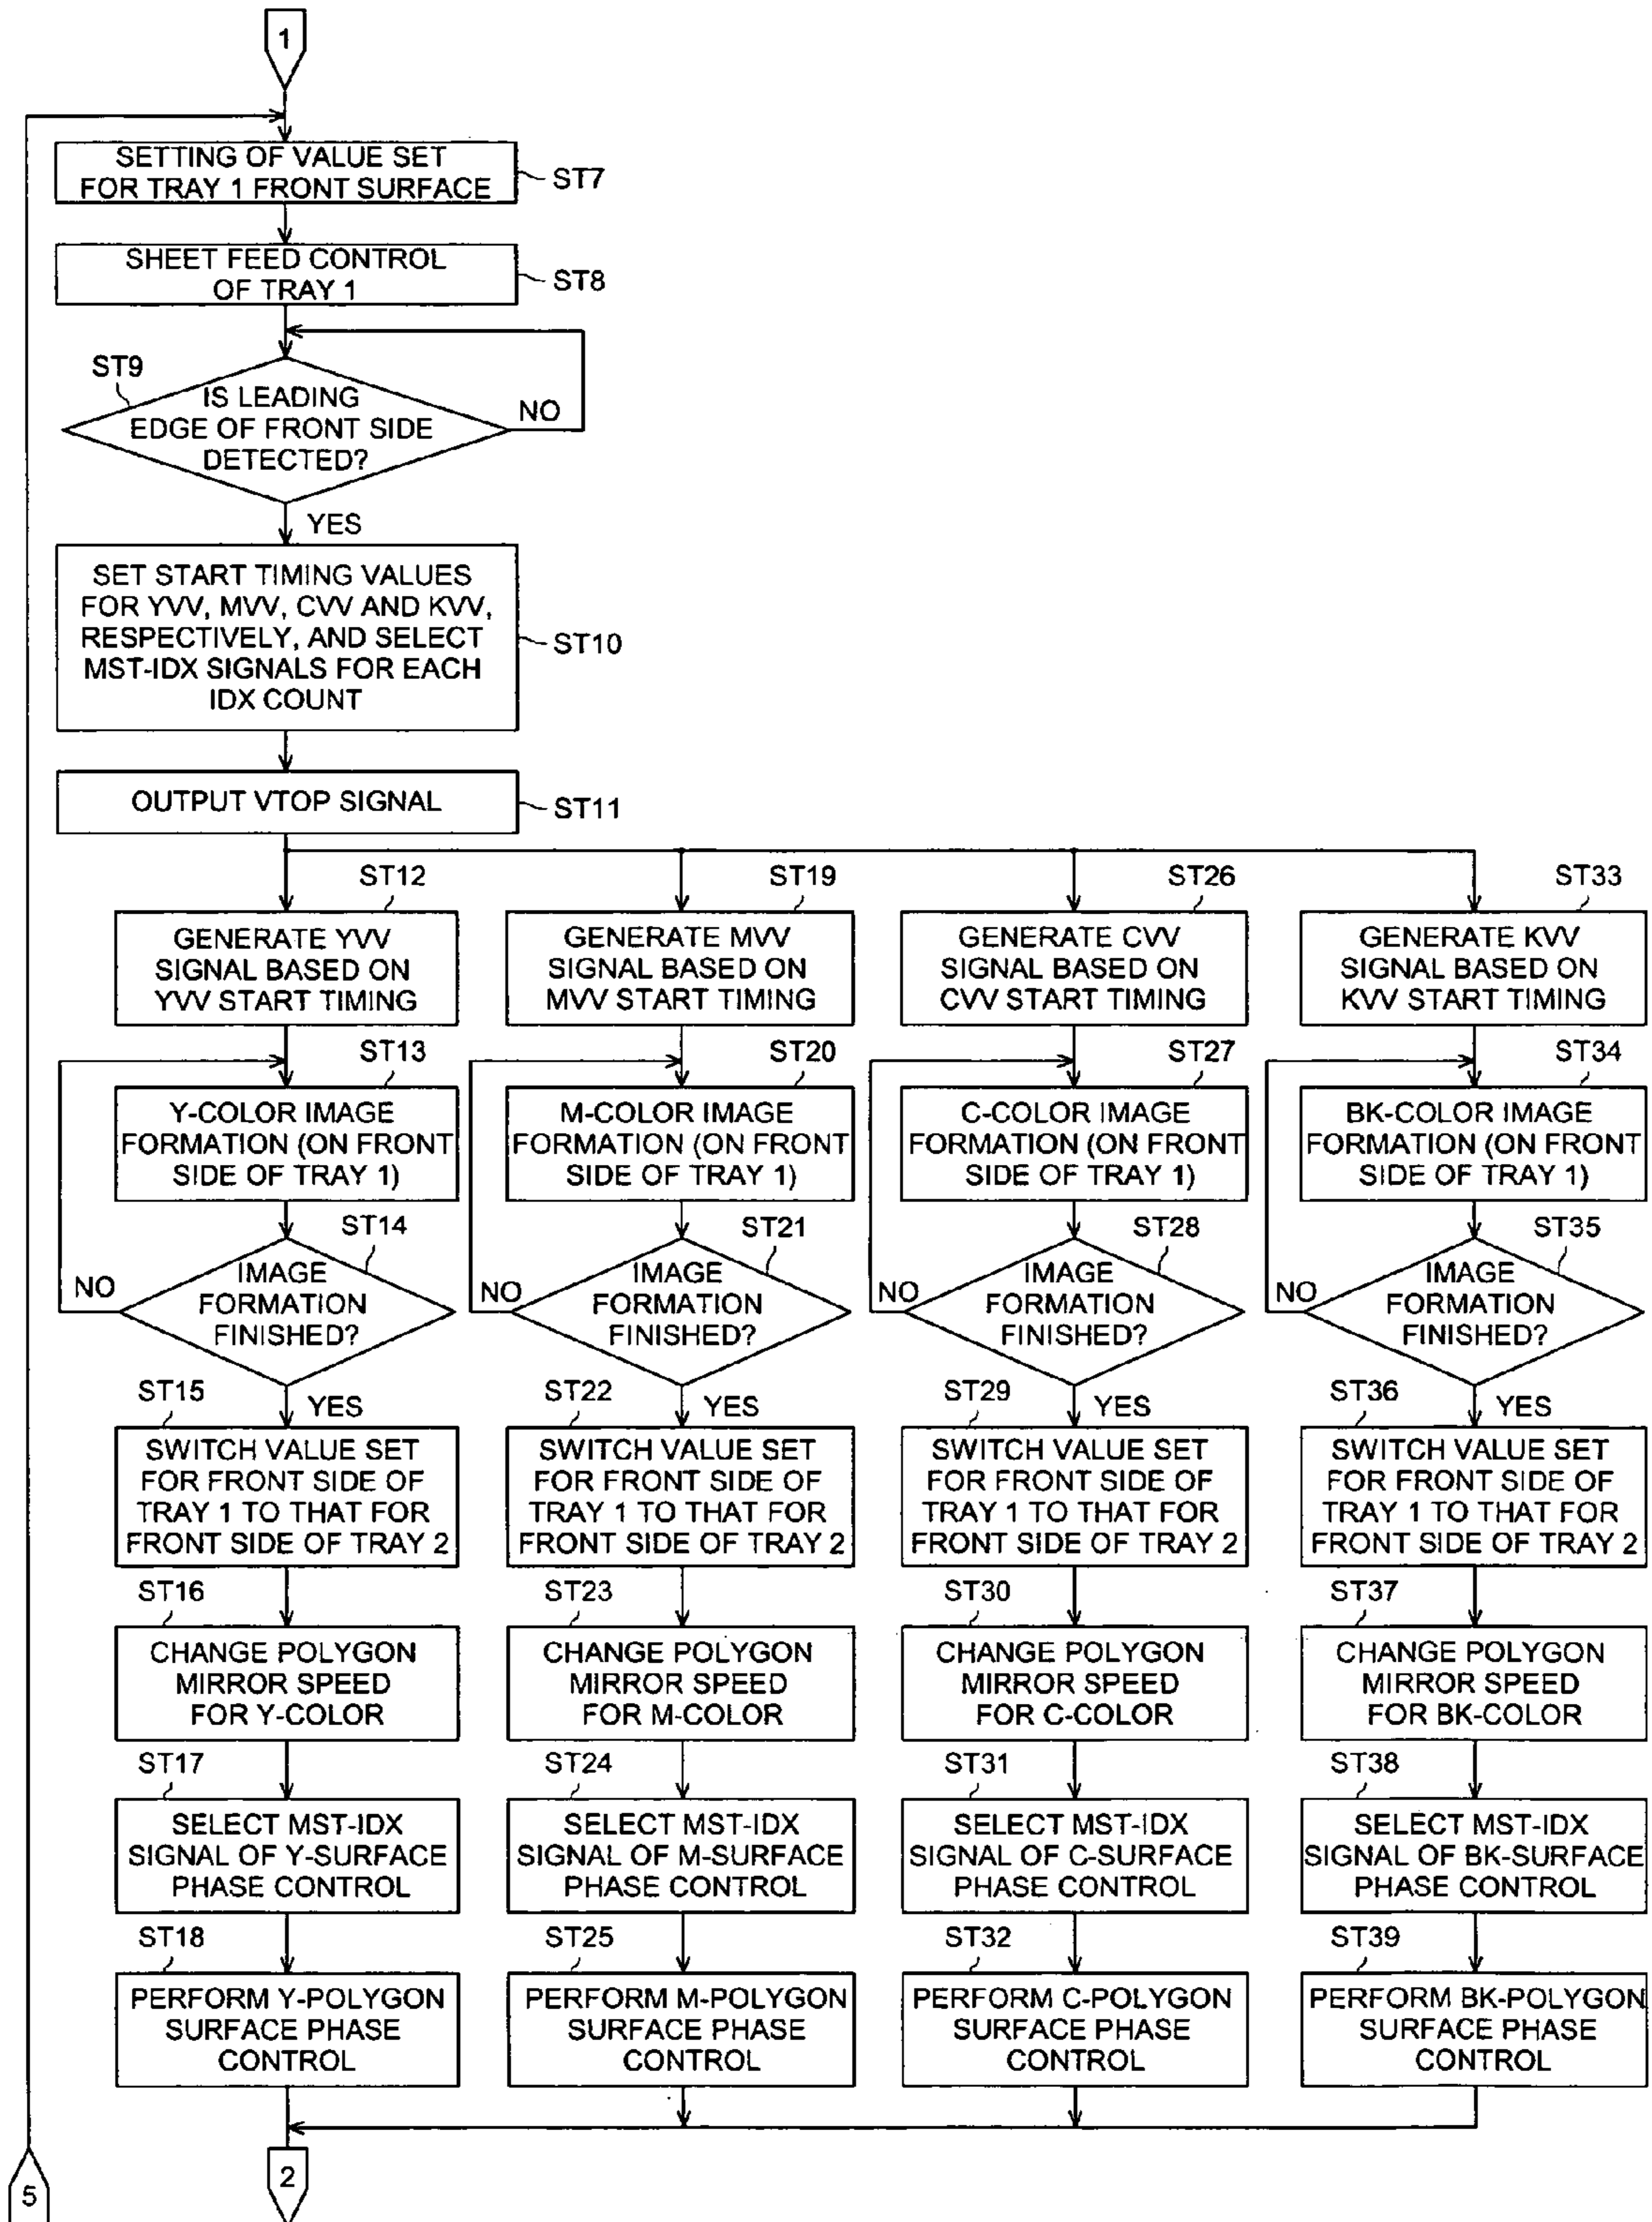 1
SETTING OF VALUE SET
FOR TRAY 1 FRONT SURFACE
ST7
SHEET FEED CONTROL
OF TRAY 1
ST8
ST9
IS LEADING
EDGE OF FRONT SIDE
DETECTED?
NO
YES
SET START TIMING VALUES
FOR YVV, MVV, CVV AND KVV,
RESPECTIVELY, AND SELECT
MST-IDX SIGNALS FOR EACH
IDX COUNT
ST10
OUTPUT VTOP SIGNAL
ST11
ST12
GENERATE YVV
SIGNAL BASED ON
YVV START TIMING
ST13
Y-COLOR IMAGE
FORMATION (ON FRONT
SIDE OF TRAY 1)
ST14
IMAGE
FORMATION
FINISHED?
NO
YES
ST15
SWITCH VALUE SET
FOR FRONT SIDE OF
TRAY 1 TO THAT FOR
FRONT SIDE OF TRAY 2
ST16
CHANGE POLYGON
MIRROR SPEED
FOR Y-COLOR
ST17
SELECT MST-IDX
SIGNAL OF Y-SURFACE
PHASE CONTROL
ST18
PERFORM Y-POLYGON
SURFACE PHASE
CONTROL
ST19
GENERATE MVV
SIGNAL BASED ON
MVV START TIMING
ST20
M-COLOR IMAGE
FORMATION (ON FRONT
SIDE OF TRAY 1)
ST21
IMAGE
FORMATION
FINISHED?
NO
YES
ST22
SWITCH VALUE SET
FOR FRONT SIDE OF
TRAY 1 TO THAT FOR
FRONT SIDE OF TRAY 2
ST23
CHANGE POLYGON
MIRROR SPEED
FOR M-COLOR
ST24
SELECT MST-IDX
SIGNAL OF M-SURFACE
PHASE CONTROL
ST25
PERFORM M-POLYGON
SURFACE PHASE
CONTROL
ST26
GENERATE CVV
SIGNAL BASED ON
CVV START TIMING
ST27
C-COLOR IMAGE
FORMATION (ON FRONT
SIDE OF TRAY 1)
ST28
IMAGE
FORMATION
FINISHED?
NO
YES
ST29
SWITCH VALUE SET
FOR FRONT SIDE OF
TRAY 1 TO THAT FOR
FRONT SIDE OF TRAY 2
ST30
CHANGE POLYGON
MIRROR SPEED
FOR C-COLOR
ST31
SELECT MST-IDX
SIGNAL OF C-SURFACE
PHASE CONTROL
ST32
PERFORM C-POLYGON
SURFACE PHASE
CONTROL
ST33
GENERATE KVV
SIGNAL BASED ON
KVV START TIMING
ST34
BK-COLOR IMAGE
FORMATION (ON FRONT
SIDE OF TRAY 1)
ST35
IMAGE
FORMATION
FINISHED?
NO
YES
ST36
SWITCH VALUE SET
FOR FRONT SIDE OF
TRAY 1 TO THAT FOR
FRONT SIDE OF TRAY 2
ST37
CHANGE POLYGON
MIRROR SPEED
FOR BK-COLOR
ST38
SELECT MST-IDX
SIGNAL OF BK-SURFACE
PHASE CONTROL
ST39
PERFORM BK-POLYGON
SURFACE PHASE
CONTROL
5
2